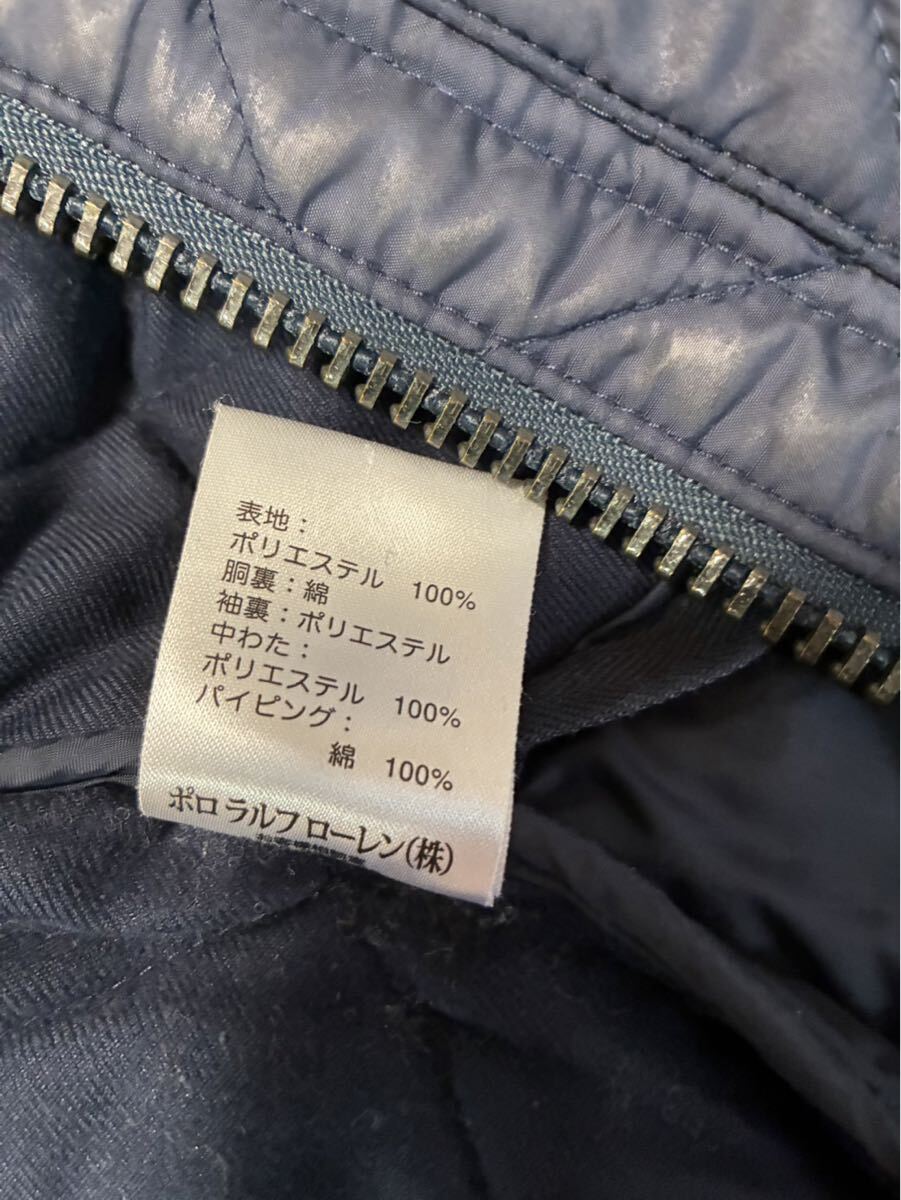 表地：
ポリエステル 100%
胴裏：綿
袖裏：ポリエステル
中わた：
ポリエステル 100%
パイピング：
綿 100%
ポロ ラルフ ローレン(株)